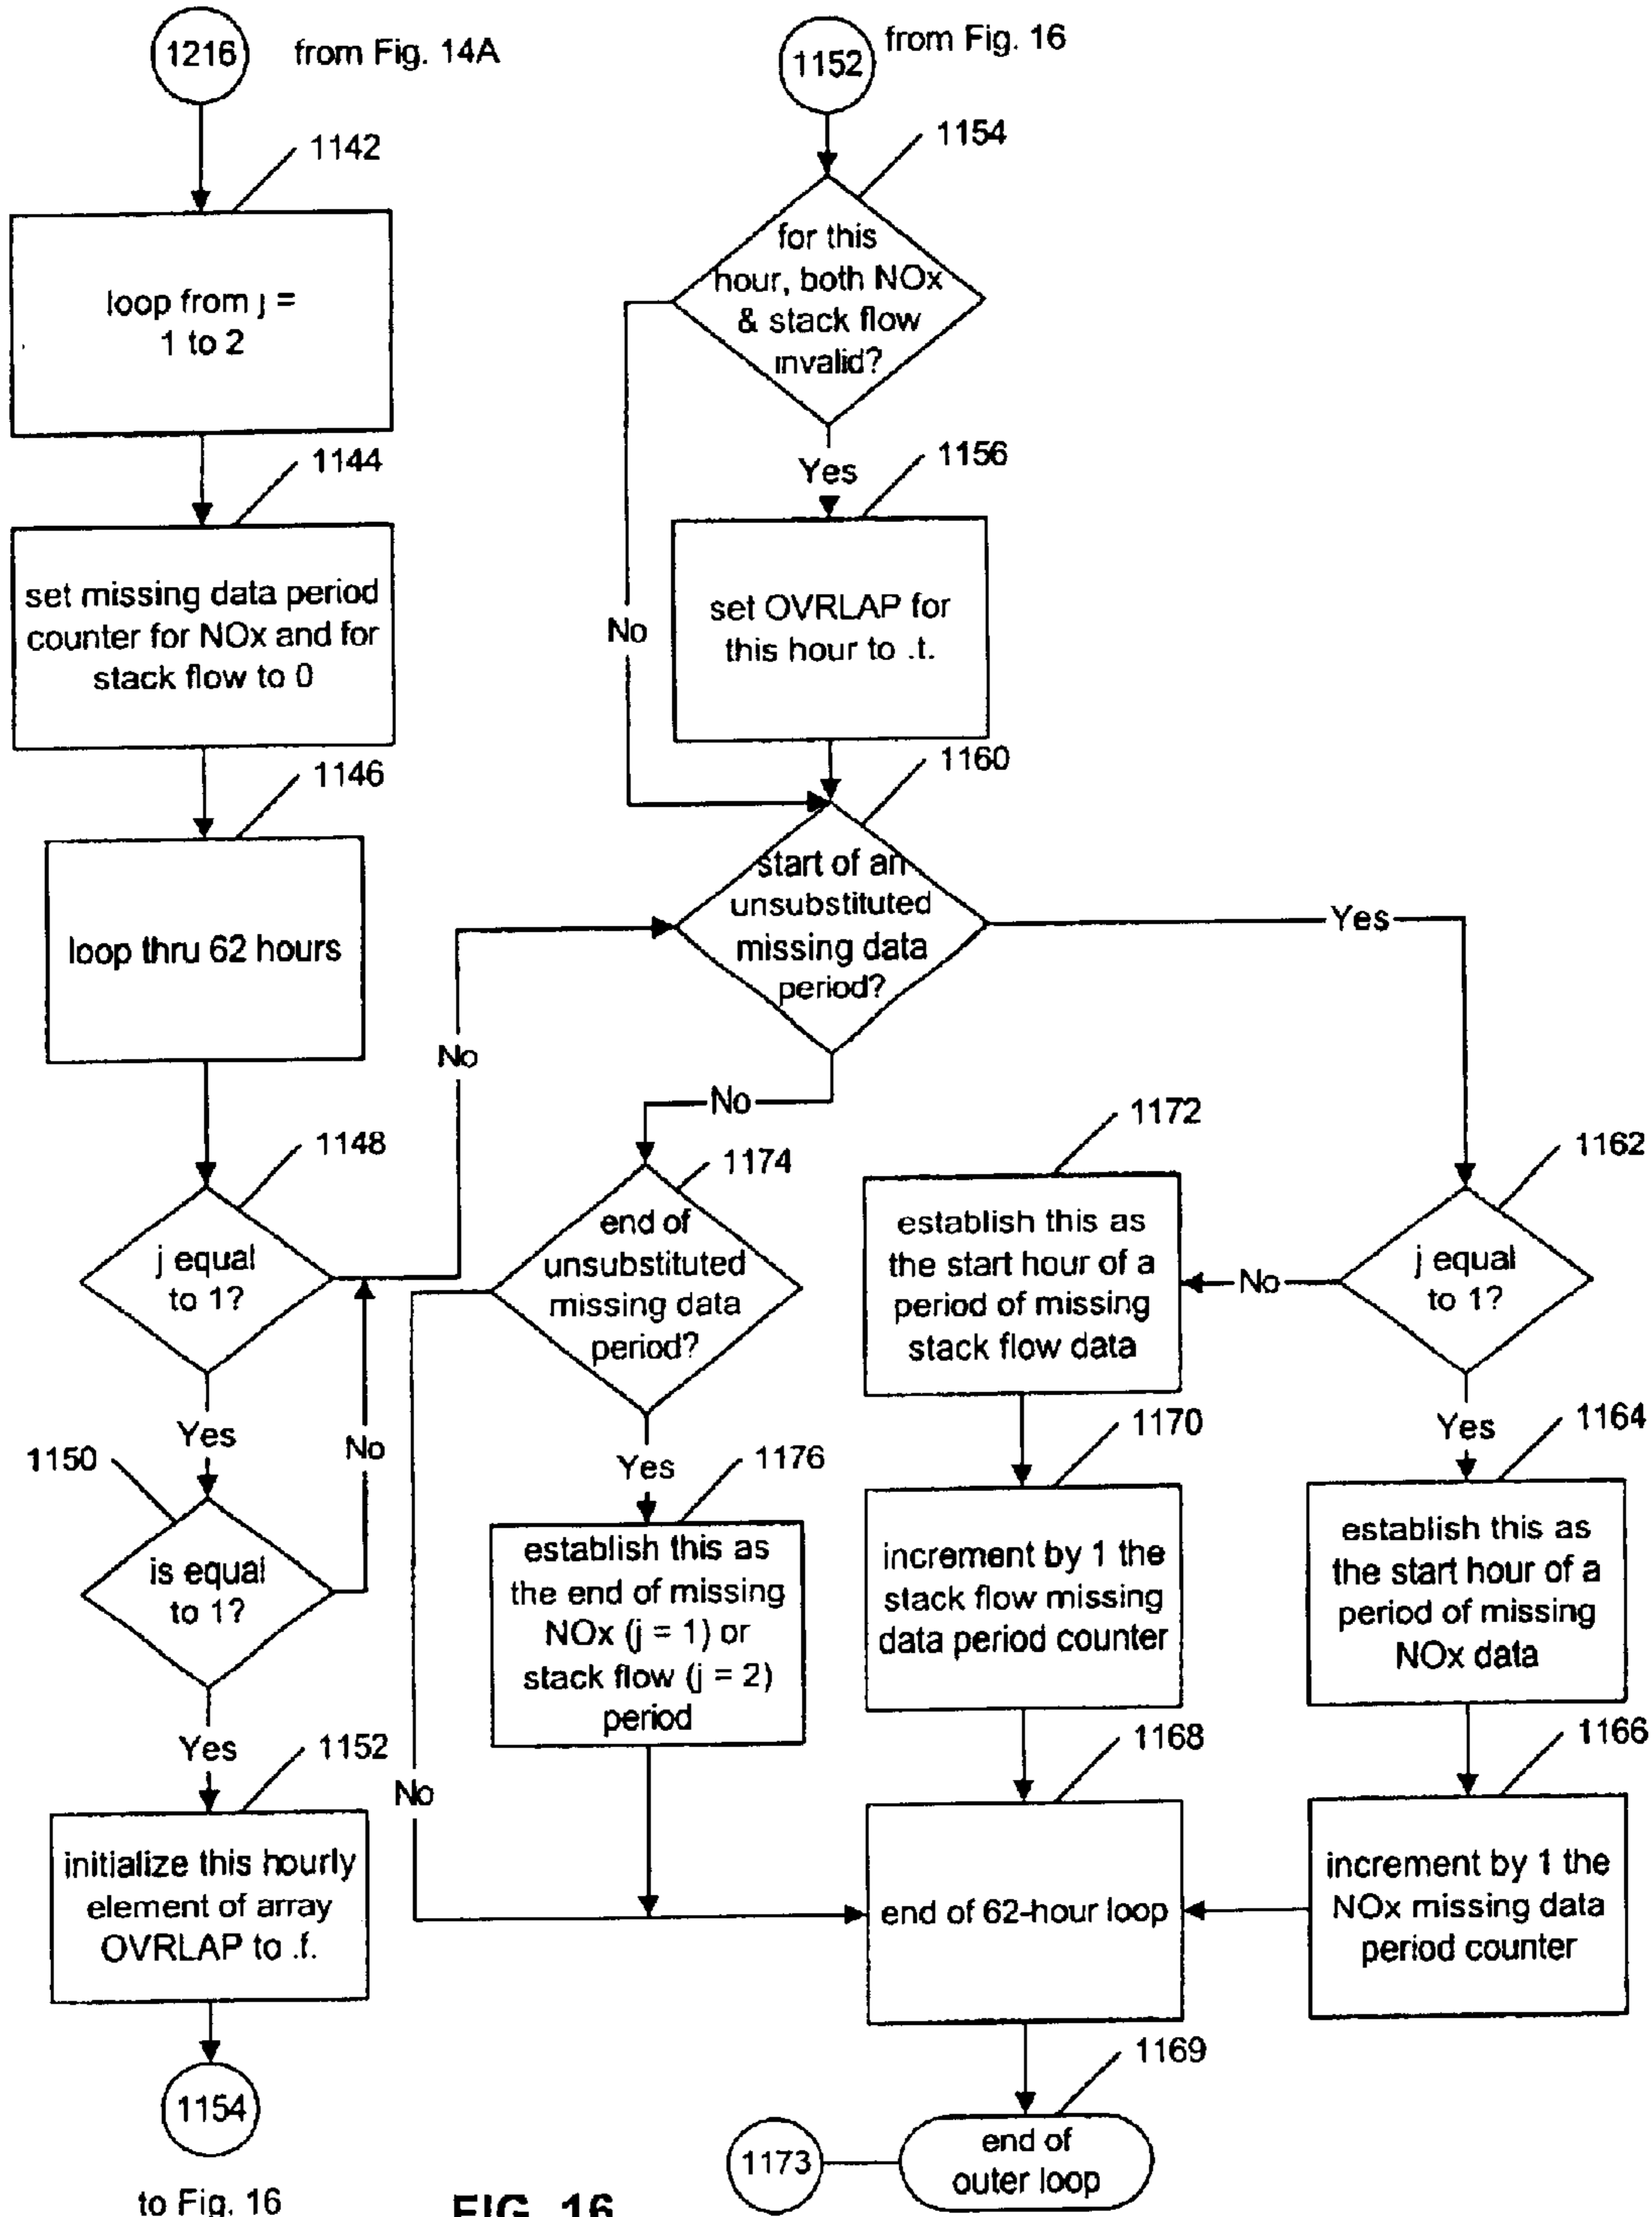 1216
from Fig. 14A
1142
loop from j =
1 to 2
1144
set missing data period
counter for NOx and for
stack flow to 0
1146
loop thru 62 hours
1148
j equal
to 1?
No
Yes
1150
is equal
to 1?
No
Yes
1152
initialize this hourly
element of array
OVRLAP to .f.
1154
to Fig. 16
1152
from Fig. 16
1154
for this
hour, both NOx
& stack flow
invalid?
No
Yes
1156
set OVRLAP for
this hour to .t.
1160
start of an
unsubstituted
missing data
period?
Yes
No
1174
end of
unsubstituted
missing data
period?
No
Yes
1176
establish this as
the end of missing
NOx (j = 1) or
stack flow (j = 2)
period
1162
j equal
to 1?
No
Yes
1172
establish this as
the start hour of a
period of missing
stack flow data
1170
increment by 1 the
stack flow missing
data period counter
1164
establish this as
the start hour of a
period of missing
NOx data
1166
increment by 1 the
NOx missing data
period counter
1168
end of 62-hour loop
1169
end of
outer loop
1173
FIG. 16